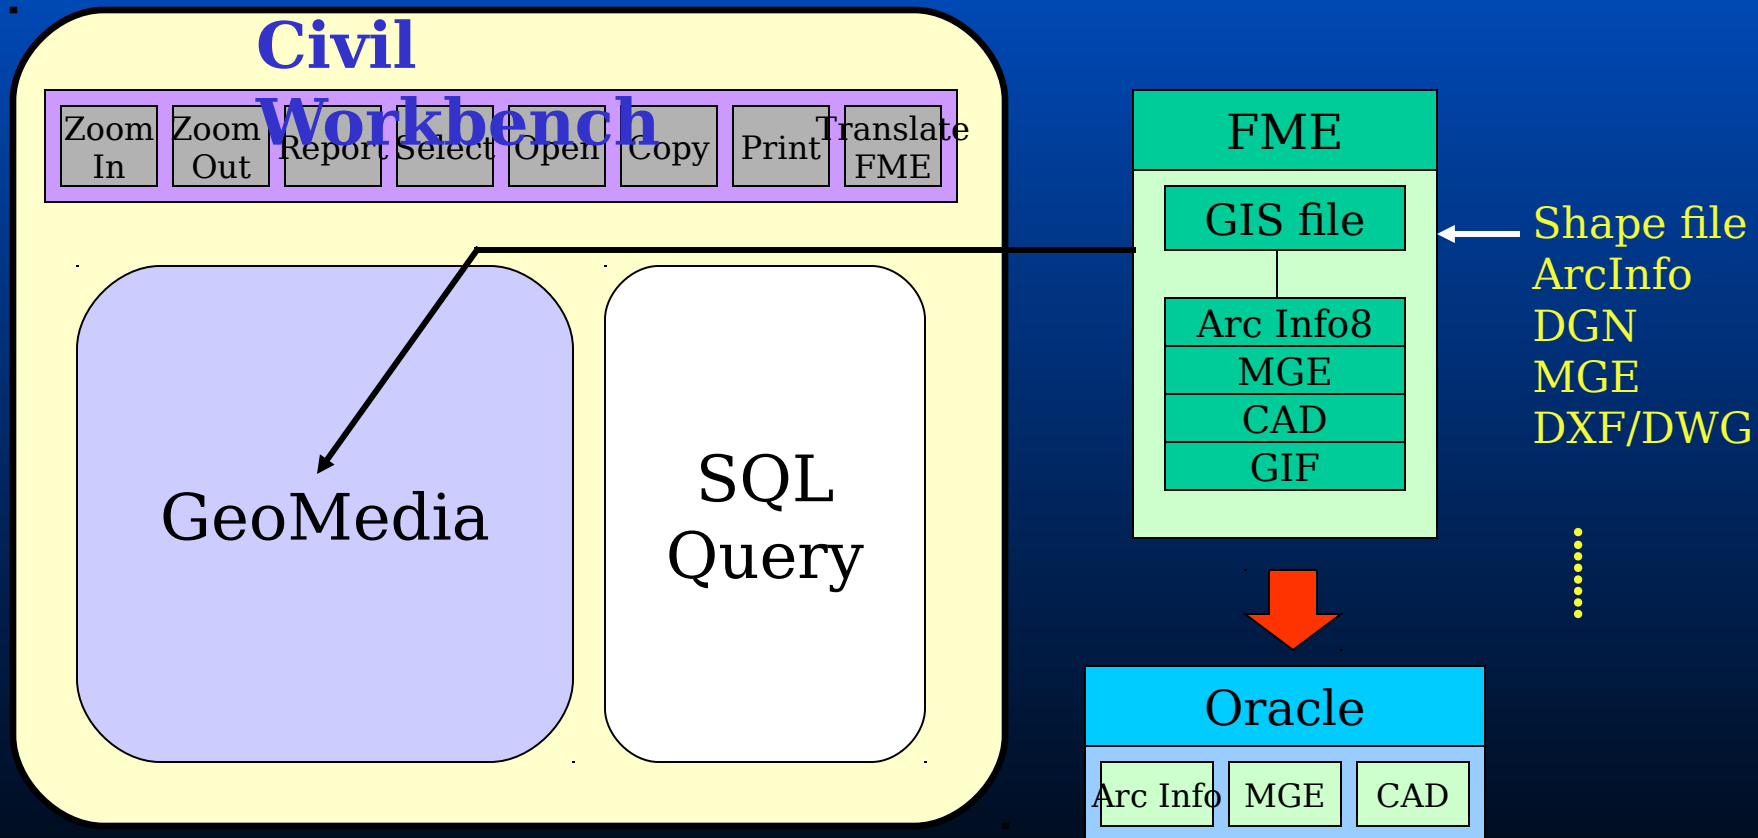 Civil
Workbench
Zoom
In
Zoom
Out
Report
Select
Open
Copy
Print
Translate
FME
GeoMedia
SQL
Query
FME
GIS file
Arc Info8
MGE
CAD
GIF
Shape file
ArcInfo
DGN
MGE
DXF/DWG
Oracle
Arc Info
MGE
CAD